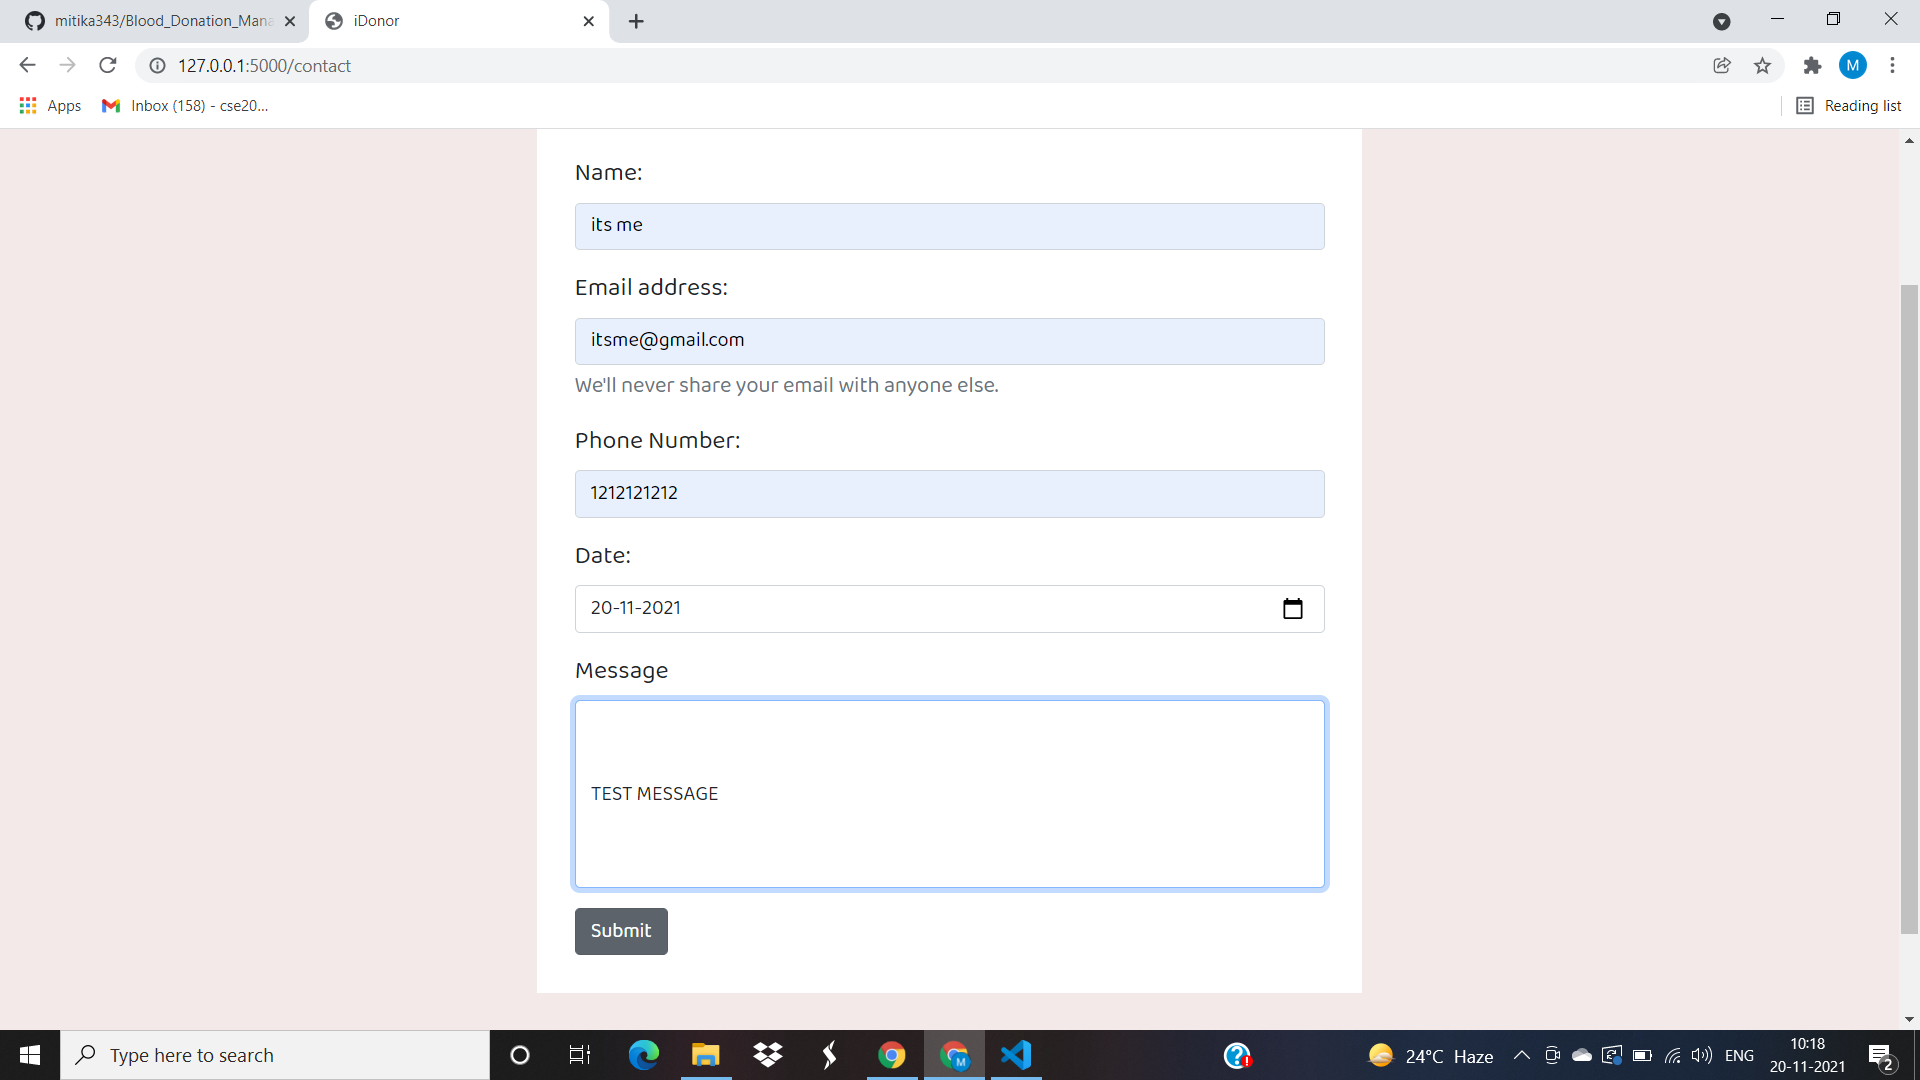 mitika343/Blood_Donation_Mana
iDonor
127.0.0.1:5000/contact
M
Apps
Inbox (158) - cse20...
Reading list
Name:
its me
Email address:
itsme@gmail.com
We'll never share your email with anyone else.
Phone Number:
1212121212
Date:
20-11-2021
Message
TEST MESSAGE
Submit
Type here to search
M
24°C Haze
ENG
10:18
20-11-2021
2